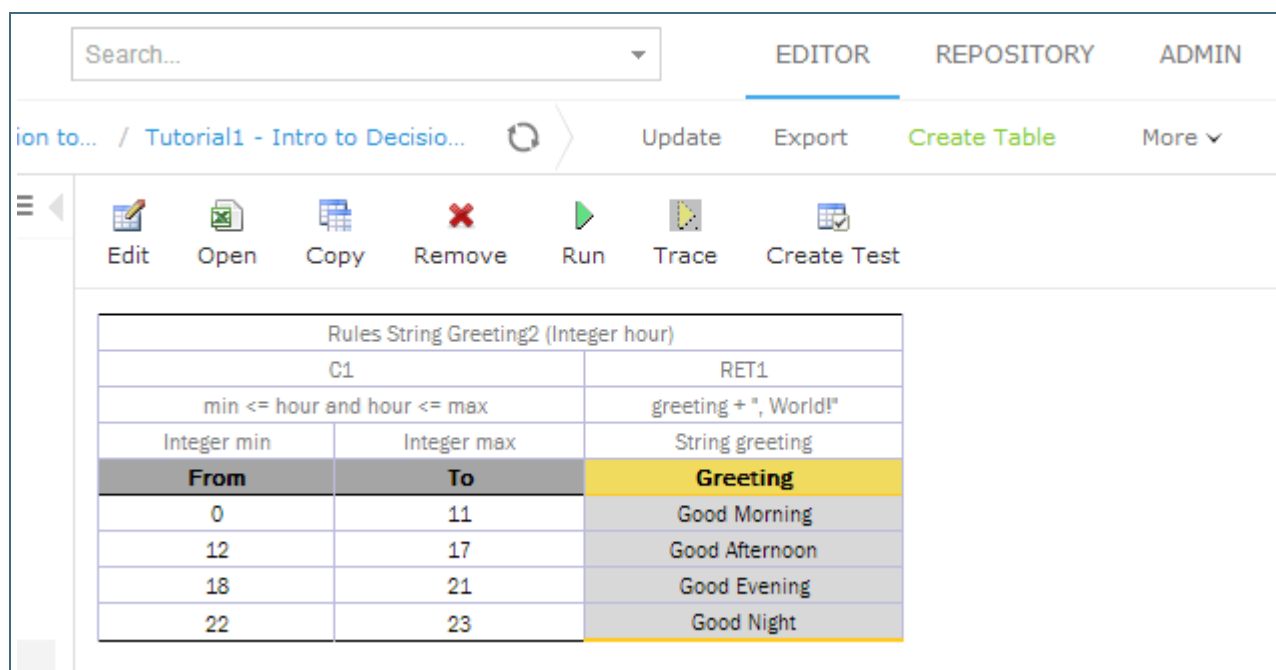 Search... EDITOR REPOSITORY ADMIN
ion to... / Tutorial1 - Intro to Decisio... Update Export Create Table More
Edit Open Copy Remove Run Trace Create Test
Rules String Greeting2 (Integer hour)
C1 RET1
min <= hour and hour <= max greeting + ", World!"
Integer min Integer max String greeting
From To Greeting
0 11 Good Morning
12 17 Good Afternoon
18 21 Good Evening
22 23 Good Night